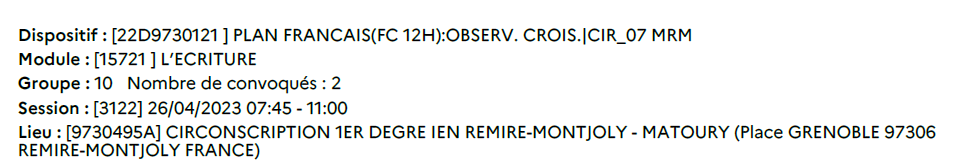 Dispositif : [22D9730121 ] PLAN FRANCAIS(FC 12H):OBSERV. CROIS.|CIR_07 MRM
Module : [15721 ] L'ECRITURE
Groupe : 10 Nombre de convoqués : 2
Session : [3122] 26/04/2023 07:45 - 11:00
Lieu : [9730495A] CIRCONSCRIPTION 1ER DEGRE IEN REMIRE-MONTJOLY - MATOURY (Place GRENOBLE 97306
REMIRE-MONTJOLY FRANCE)